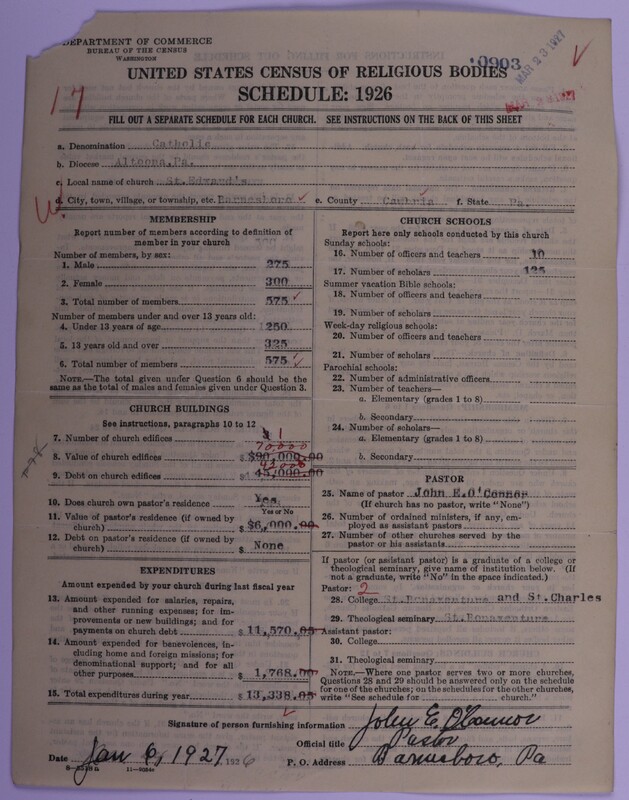 DEPARTMENT OF COMMERCE
BUREAU OF THE CENSUS
WASHINGTON
10903
MAR 23 1927
MAR 23 1927
17
UNITED STATES CENSUS OF RELIGIOUS BODIES
SCHEDULE: 1926
FILL OUT A SEPARATE SCHEDULE FOR EACH CHURCH. SEE INSTRUCTIONS ON THE BACK OF THIS SHEET
a. Denomination Catholic
b. Diocese Altoona, Pa.
c. Local name of church St. Edward's
d. City, town, village, or township, etc. Barnesboro e. County Cambria f. State Pa.
MEMBERSHIP
Report number of members according to definition of member in your church
Number of members, by sex:
1. Male 275
2. Female 300
3. Total number of members 575
Number of members under and over 13 years old:
4. Under 13 years of age 250
5. 13 years old and over 325
6. Total number of members 575
NOTE.—The total given under Question 6 should be the same as the total of males and females given under Question 3.
CHURCH BUILDINGS
See instructions, paragraphs 10 to 12
7. Number of church edifices 1
70,000
8. Value of church edifices $90,000.00
9. Debt on church edifices $45,000.00
10. Does church own pastor's residence Yes
Yes or No
11. Value of pastor's residence (if owned by church) $6,000.00
12. Debt on pastor's residence (if owned by church) $ None
EXPENDITURES
Amount expended by your church during last fiscal year
13. Amount expended for salaries, repairs, and other running expenses; for improvements or new buildings; and for payments on church debt $11,570.00
14. Amount expended for benevolences, including home and foreign missions; for denominational support; and for all other purposes $1,768.00
15. Total expenditures during year $13,338.00
CHURCH SCHOOLS
Report here only schools conducted by this church
Sunday schools:
16. Number of officers and teachers 10
17. Number of scholars 125
Summer vacation Bible schools:
18. Number of officers and teachers
19. Number of scholars
Week-day religious schools:
20. Number of officers and teachers
21. Number of scholars
Parochial schools:
22. Number of administrative officers
23. Number of teachers—
a. Elementary (grades 1 to 8)
b. Secondary
24. Number of scholars—
a. Elementary (grades 1 to 8)
b. Secondary
PASTOR
25. Name of pastor John E. O'Connor
(If church has no pastor, write "None")
26. Number of ordained ministers, if any, employed as assistant pastors
27. Number of other churches served by the pastor or his assistants
If pastor (or assistant pastor) is a graduate of a college or theological seminary, give name of institution below. (If not a graduate, write "No" in the space indicated.)
Pastor: 2
28. College St. Bonaventure and St. Charles
29. Theological seminary St. Bonaventure
Assistant pastor:
30. College
31. Theological seminary
NOTE.—Where one pastor serves two or more churches, Questions 28 and 29 should be answered only on the schedule for one of the churches; on the schedules for the other churches, write "See schedule for church."
Signature of person furnishing information John E. O'Connor
Official title Pastor
Date Jan 6, 1927, 1926 P. O. Address Barnesboro, Pa